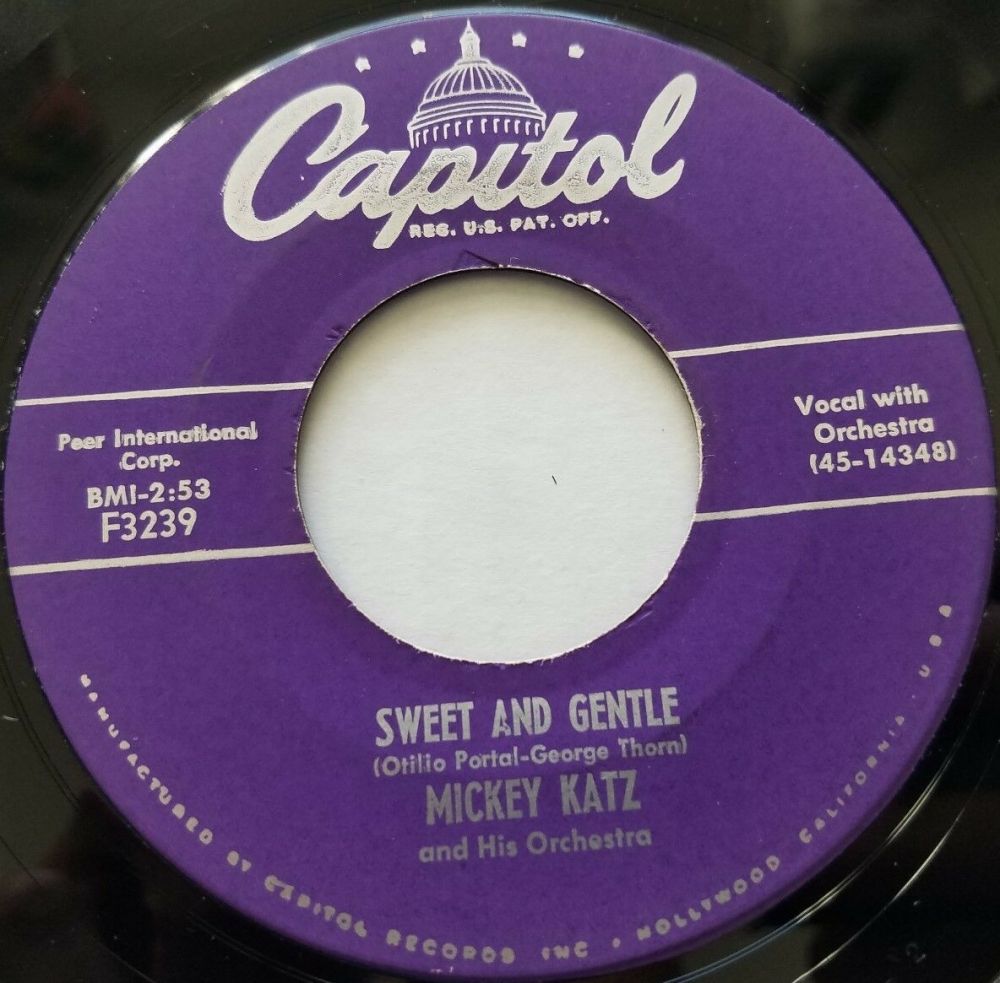 Capitol
REG. U.S. PAT. OFF.
Peer International
Corp.
BMI-2:53
F3239
Vocal with
Orchestra
(45-14348)
SWEET AND GENTLE
(Otilio Portal-George Thorn)
MICKEY KATZ
and His Orchestra
MANUFACTURED BY CAPITOL RECORDS INC • HOLLYWOOD CALIFORNIA. U S A